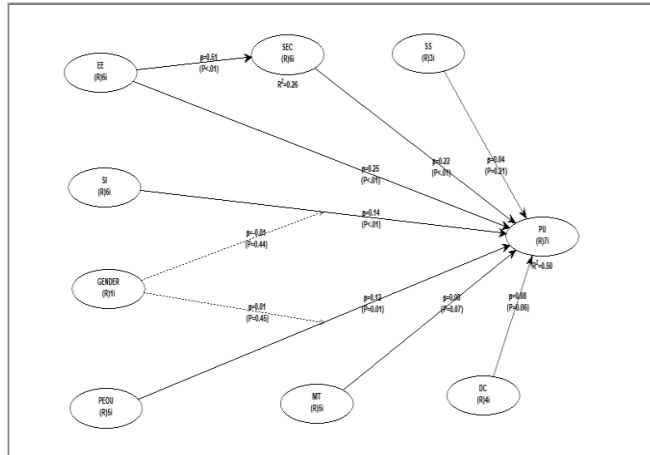 SEC
(R)6i
SS
(R)3i
EE
(R)6i
β=0.51
(P<.01)
R²=0.26
β=0.22
(P<.01)
β=0.04
(P=0.21)
SI
(R)6i
β=0.25
(P<.01)
β=0.14
(P<.01)
PU
(R)7i
R²=0.50
(P=0.44)
GENDER
(R)1i
β=0.01
(P=0.45)
β=0.12
(P=0.01)
β=0.08
(P=0.07)
β=0.08
(P=0.06)
PEOU
(R)5i
MT
(R)5i
DC
(R)4i